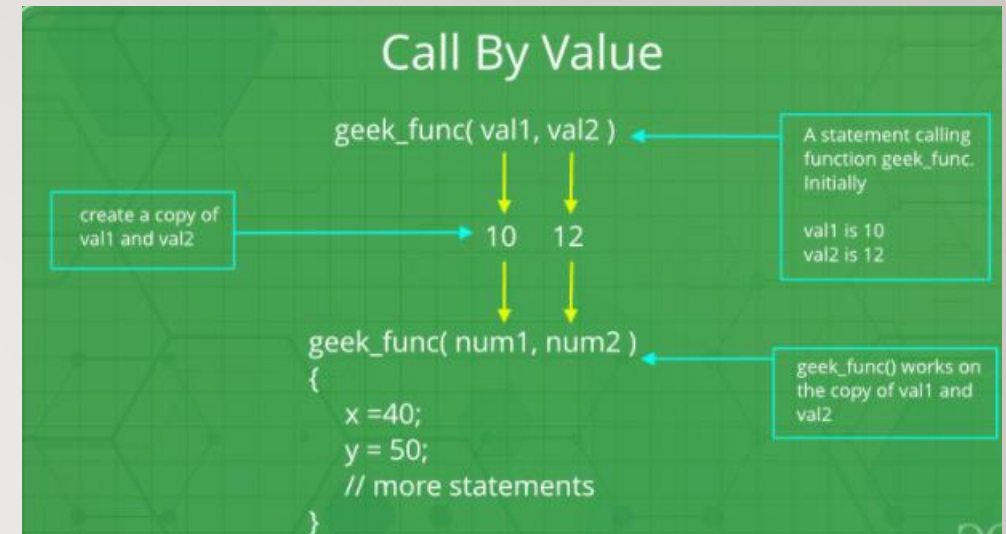 Call By Value
geek_func( val1, val2 )
A statement calling
function geek_func.
Initially
val1 is 10
val2 is 12
create a copy of
val1 and val2
10 12
geek_func( num1, num2 )
{
x =40;
y = 50;
// more statements
}
geek_func() works on
the copy of val1 and
val2